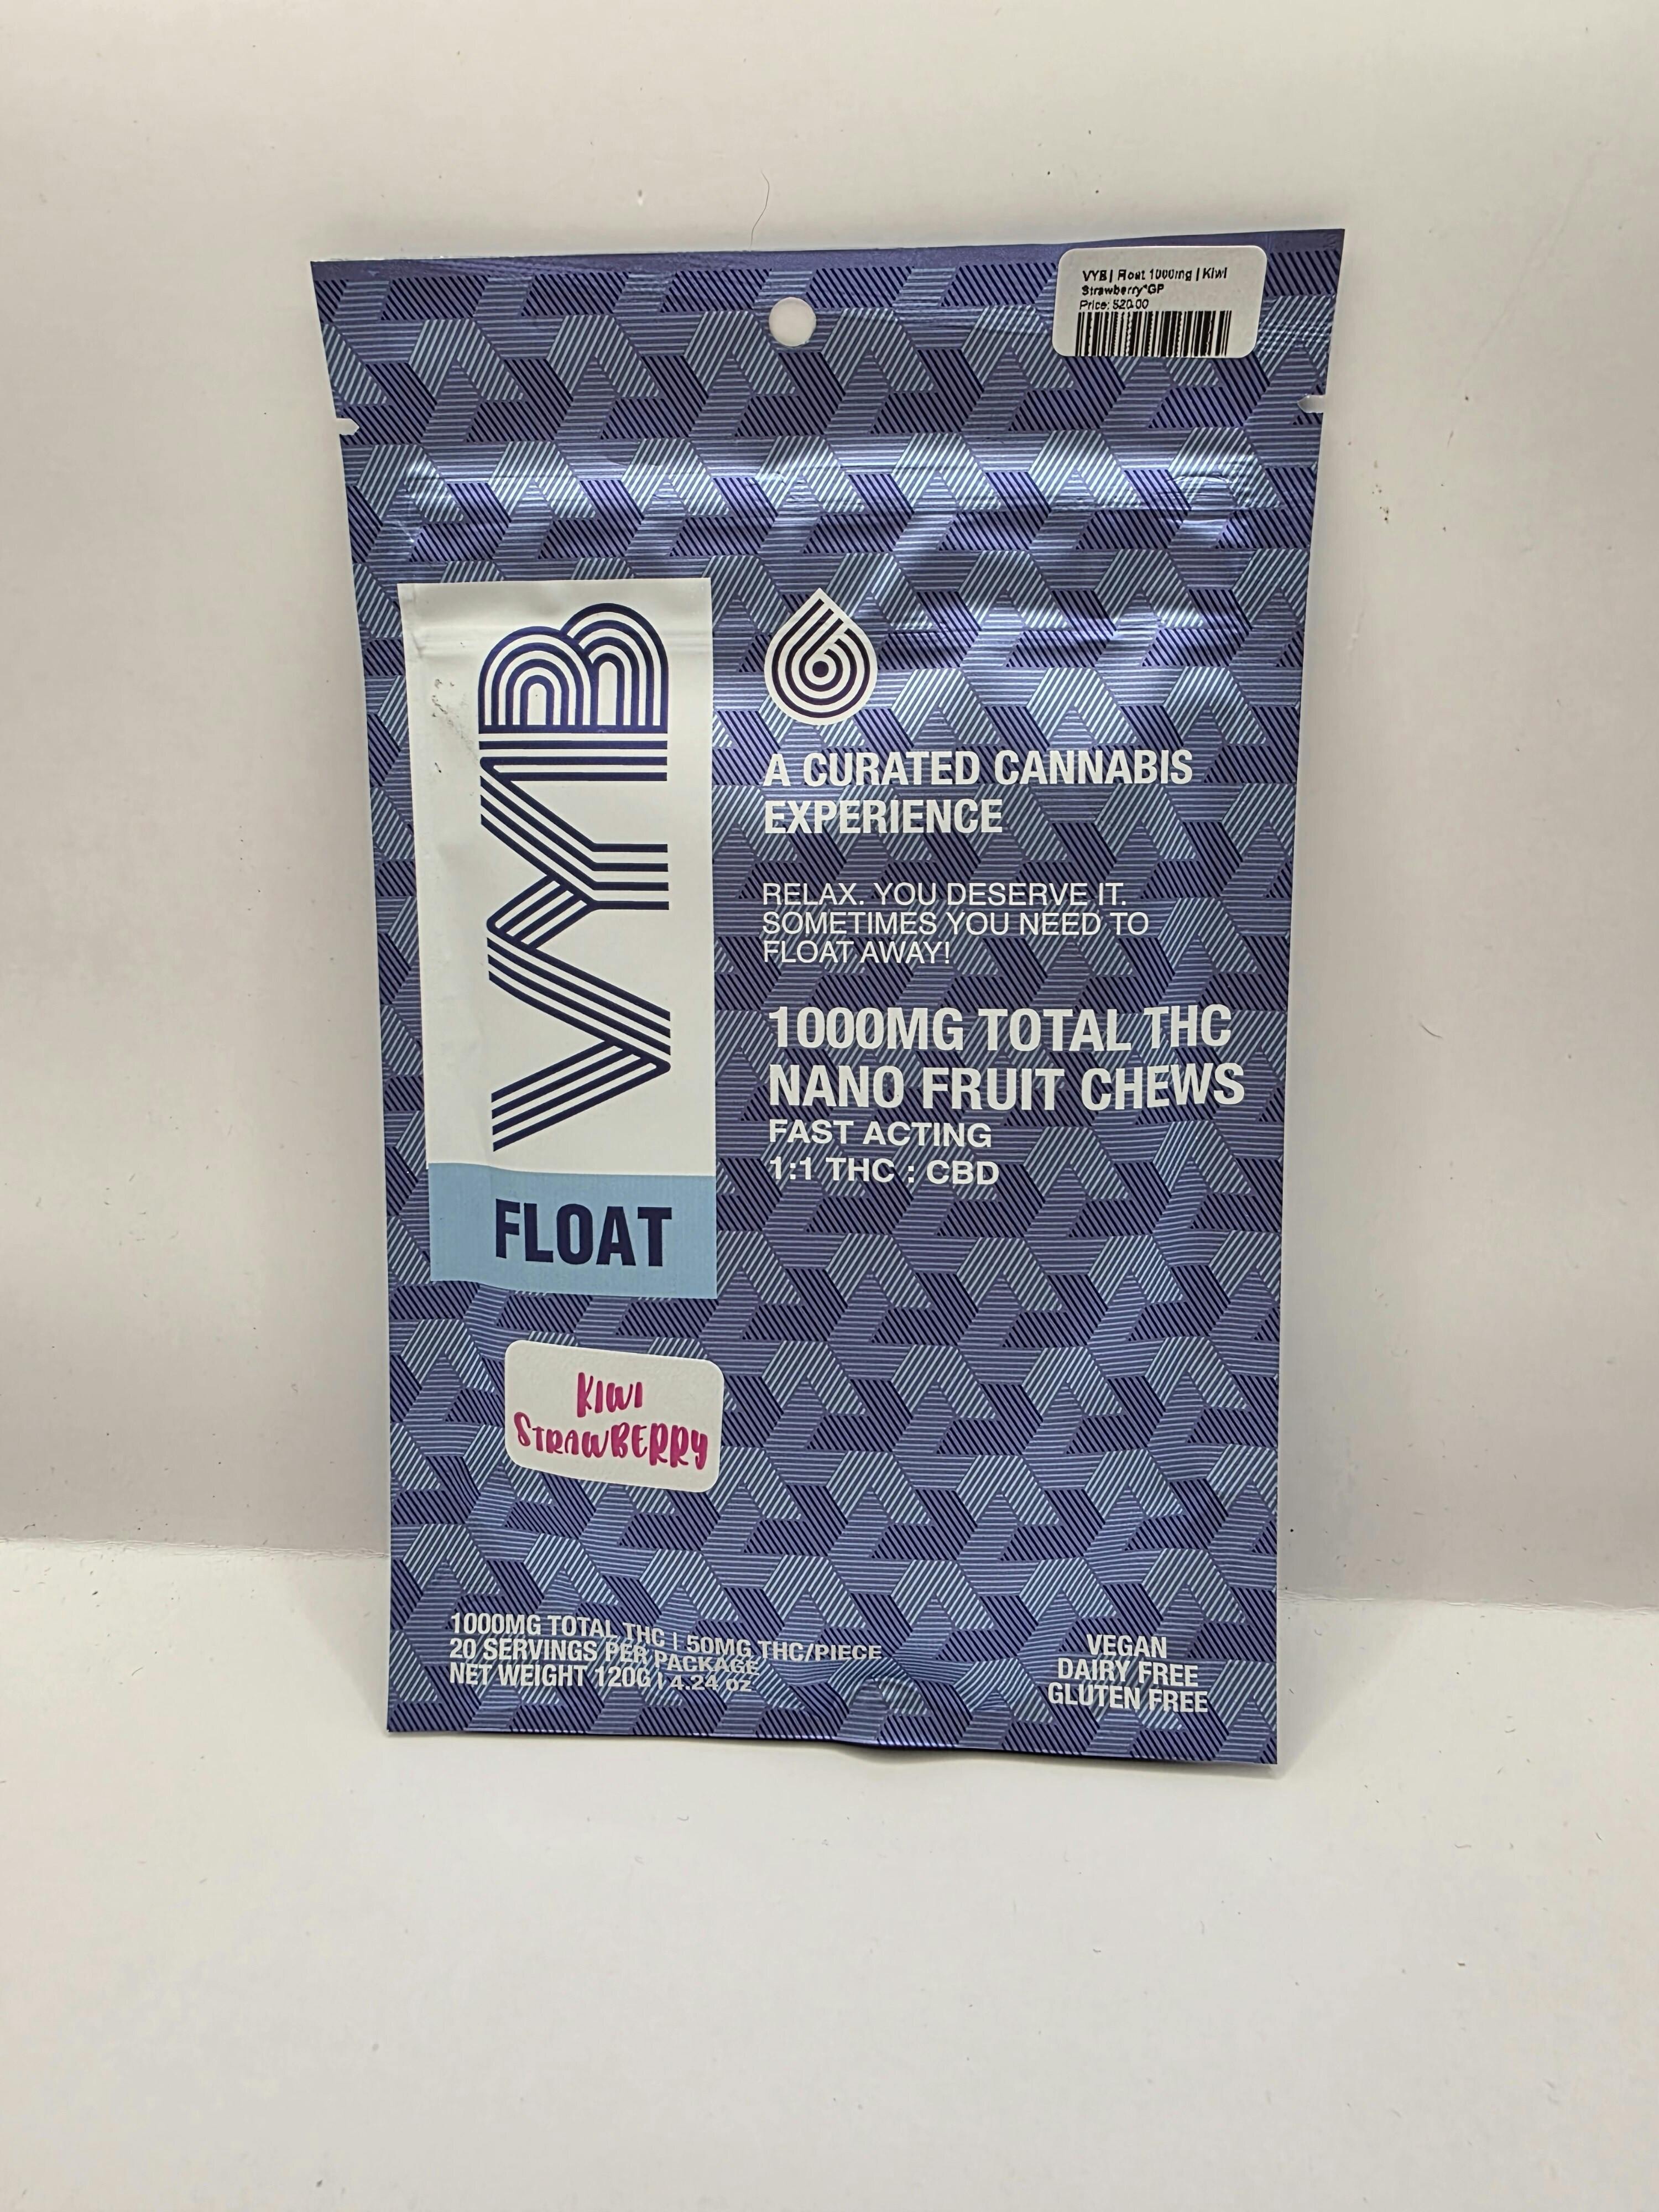 VYB | Float 1000mg | Kiwi
Strawberry*GP
Price: $20.00
VYB
FLOAT
A CURATED CANNABIS
EXPERIENCE
RELAX. YOU DESERVE IT.
SOMETIMES YOU NEED TO
FLOAT AWAY!
1000MG TOTAL THC
NANO FRUIT CHEWS
FAST ACTING
1:1 THC : CBD
KIWI
STRAWBERRY
1000MG TOTAL THC | 50MG THC/PIECE
20 SERVINGS PER PACKAGE
NET WEIGHT 120G | 4.24 oz
VEGAN
DAIRY FREE
GLUTEN FREE